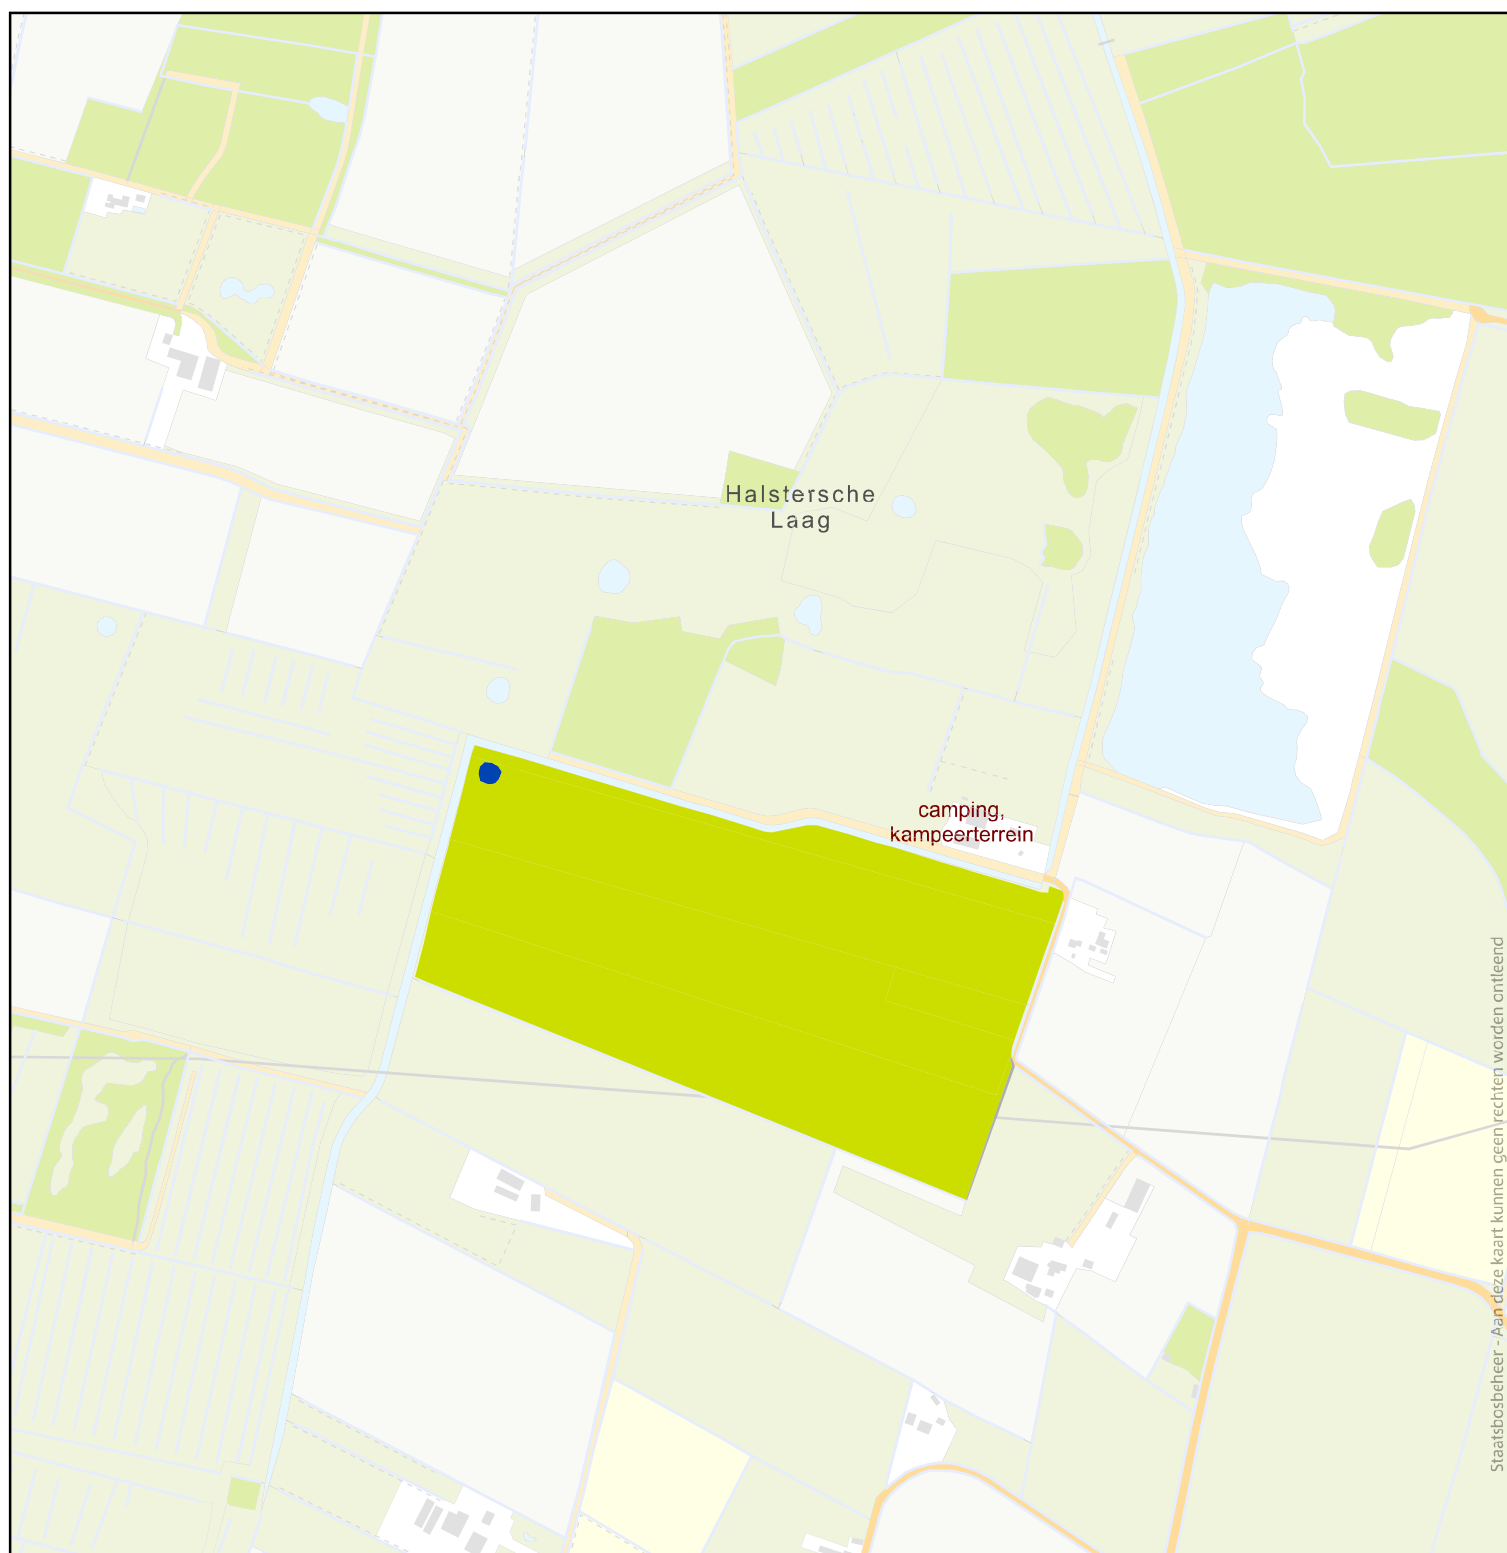 Halstersche
Laag
camping,
kampeerterrein
Staatsbosbeheer - Aan deze kaart kunnen geen rechten worden ontleend